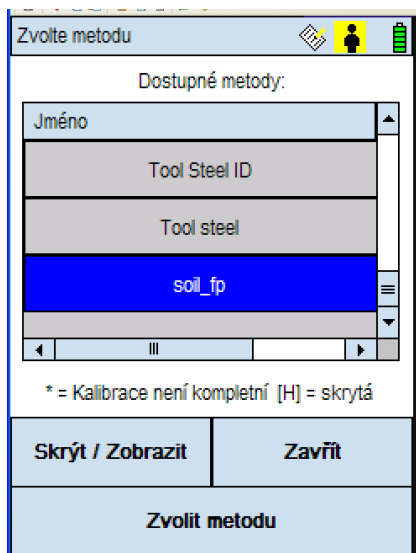 Zvolte metodu
Dostupné metody:
Jméno
Tool Steel ID
Tool steel
soil_fp
* = Kalibrace není kompletní [H] = skrytá
Skrýt / Zobrazit
Zavřít
Zvolit metodu